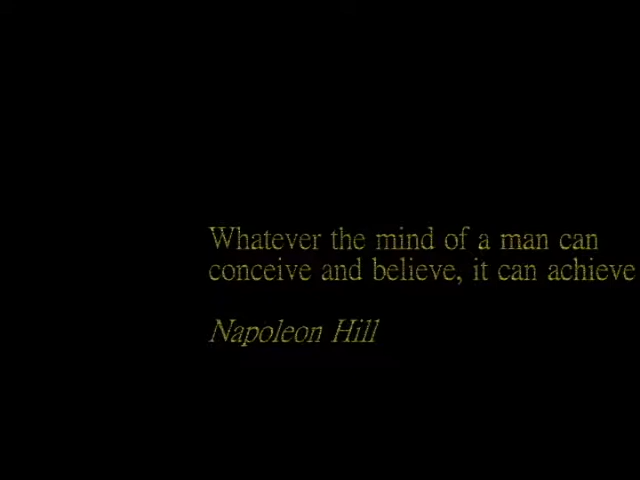 Whatever the mind of a man can
conceive and believe, it can achieve
Napoleon Hill